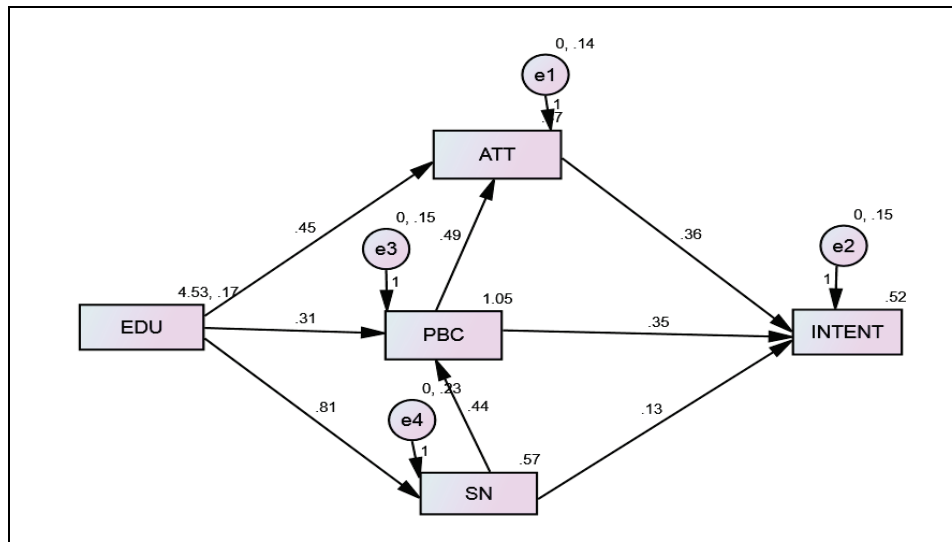 0, .14
e1
1
ATT
.45
.49
0, .15
e3
1
.36
0, .15
e2
1
.52
INTENT
4.53, .17
EDU
.31
1.05
PBC
.35
.81
0, .23
e4
1
.44
.13
.57
SN